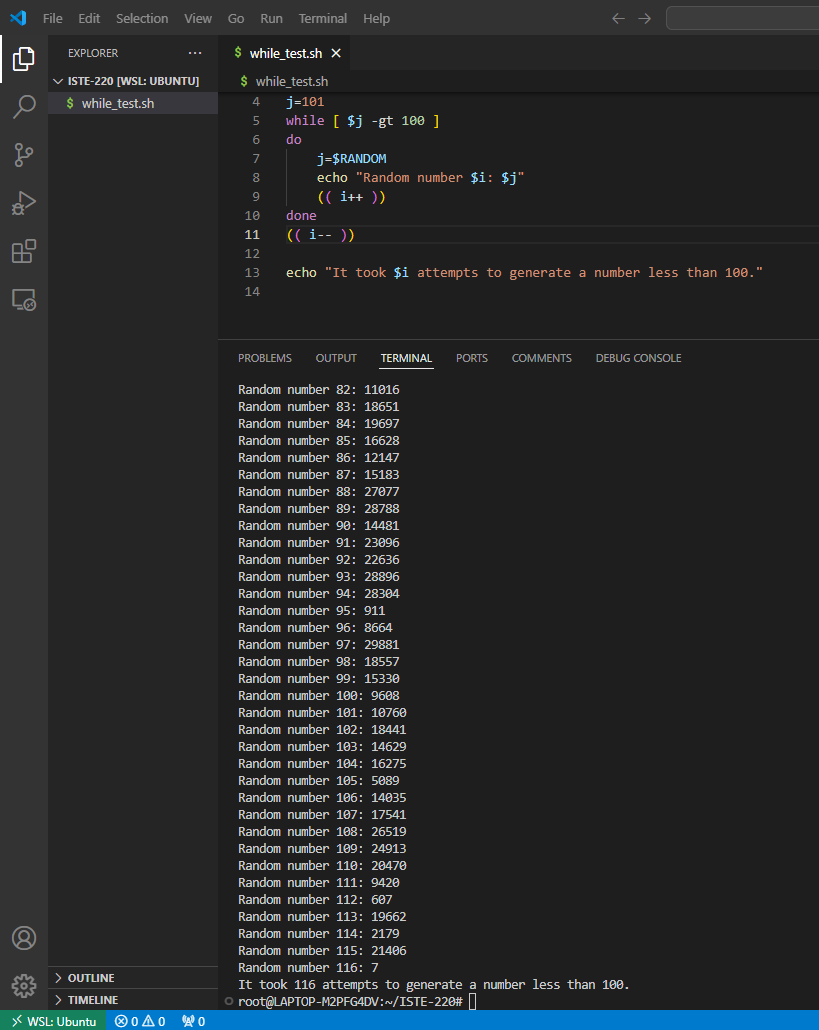 File Edit Selection View Go Run Terminal Help
EXPLORER ···
ISTE-220 [WSL: UBUNTU]
$ while_test.sh
$ while_test.sh ×
$ while_test.sh
4 j=101
5 while [ $j -gt 100 ]
6 do
7 j=$RANDOM
8 echo "Random number $i: $j"
9 (( i++ ))
10 done
11 (( i-- ))
12
13 echo "It took $i attempts to generate a number less than 100."
14
PROBLEMS OUTPUT TERMINAL PORTS COMMENTS DEBUG CONSOLE
Random number 82: 11016
Random number 83: 18651
Random number 84: 19697
Random number 85: 16628
Random number 86: 12147
Random number 87: 15183
Random number 88: 27077
Random number 89: 28788
Random number 90: 14481
Random number 91: 23096
Random number 92: 22636
Random number 93: 28896
Random number 94: 28304
Random number 95: 911
Random number 96: 8664
Random number 97: 29881
Random number 98: 18557
Random number 99: 15330
Random number 100: 9608
Random number 101: 10760
Random number 102: 18441
Random number 103: 14629
Random number 104: 16275
Random number 105: 5089
Random number 106: 14035
Random number 107: 17541
Random number 108: 26519
Random number 109: 24913
Random number 110: 20470
Random number 111: 9420
Random number 112: 607
Random number 113: 19662
Random number 114: 2179
Random number 115: 21406
Random number 116: 7
It took 116 attempts to generate a number less than 100.
root@LAPTOP-M2PFG4DV:~/ISTE-220#
OUTLINE
TIMELINE
WSL: Ubuntu 0 0 0